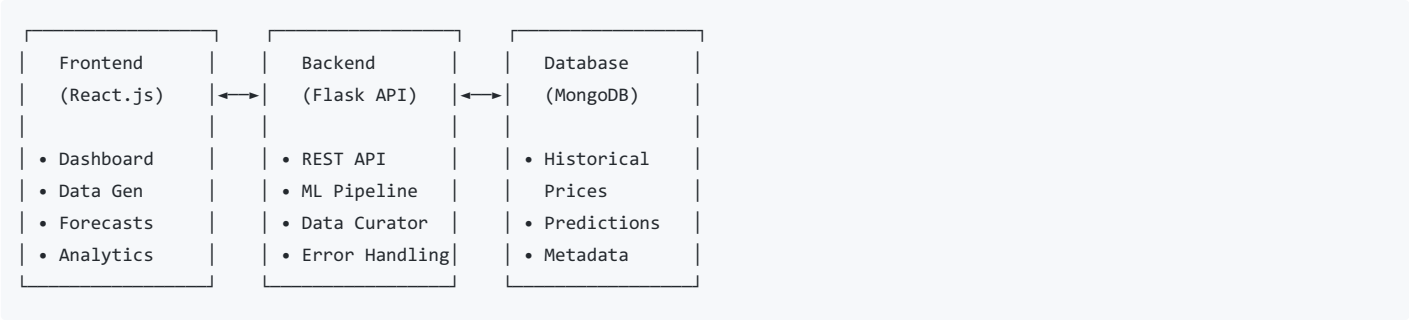 Frontend Backend Database
(React.js) (Flask API) (MongoDB)
• Dashboard • REST API • Historical
• Data Gen • ML Pipeline Prices
• Forecasts • Data Curator • Predictions
• Analytics • Error Handling • Metadata